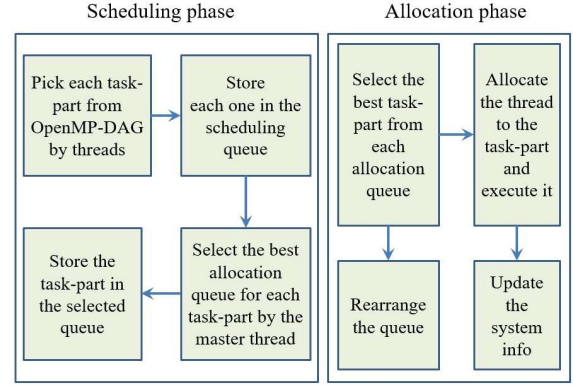 Scheduling phase
Pick each task-
part from
OpenMP-DAG
by threads
Store
each one in the
scheduling
queue
Select the best
allocation
queue for each
task-part by the
master thread
Store the
task-part in
the selected
queue
Allocation phase
Select the
best task-
part from
each
allocation
queue
Allocate
the thread
to the
task-part
and
execute it
Rearrange
the queue
Update
the
system
info